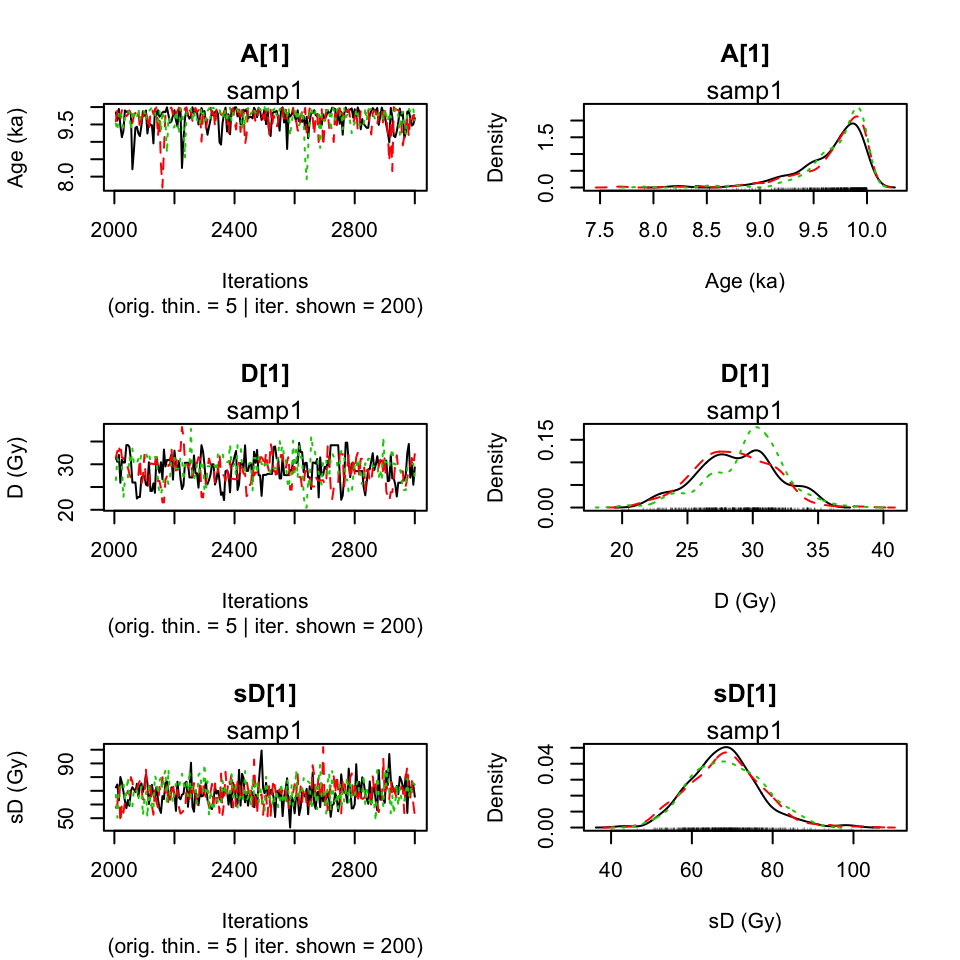 A[1]
samp1
Age (ka)
8.0 9.5
2000 2400 2800
Iterations
(orig. thin. = 5 | iter. shown = 200)
A[1]
samp1
Density
0.0 1.5
7.5 8.0 8.5 9.0 9.5 10.0
Age (ka)
D[1]
samp1
D (Gy)
20 30
2000 2400 2800
Iterations
(orig. thin. = 5 | iter. shown = 200)
D[1]
samp1
Density
0.00 0.15
20 25 30 35 40
D (Gy)
sD[1]
samp1
sD (Gy)
50 90
2000 2400 2800
Iterations
(orig. thin. = 5 | iter. shown = 200)
sD[1]
samp1
Density
0.00 0.04
40 60 80 100
sD (Gy)